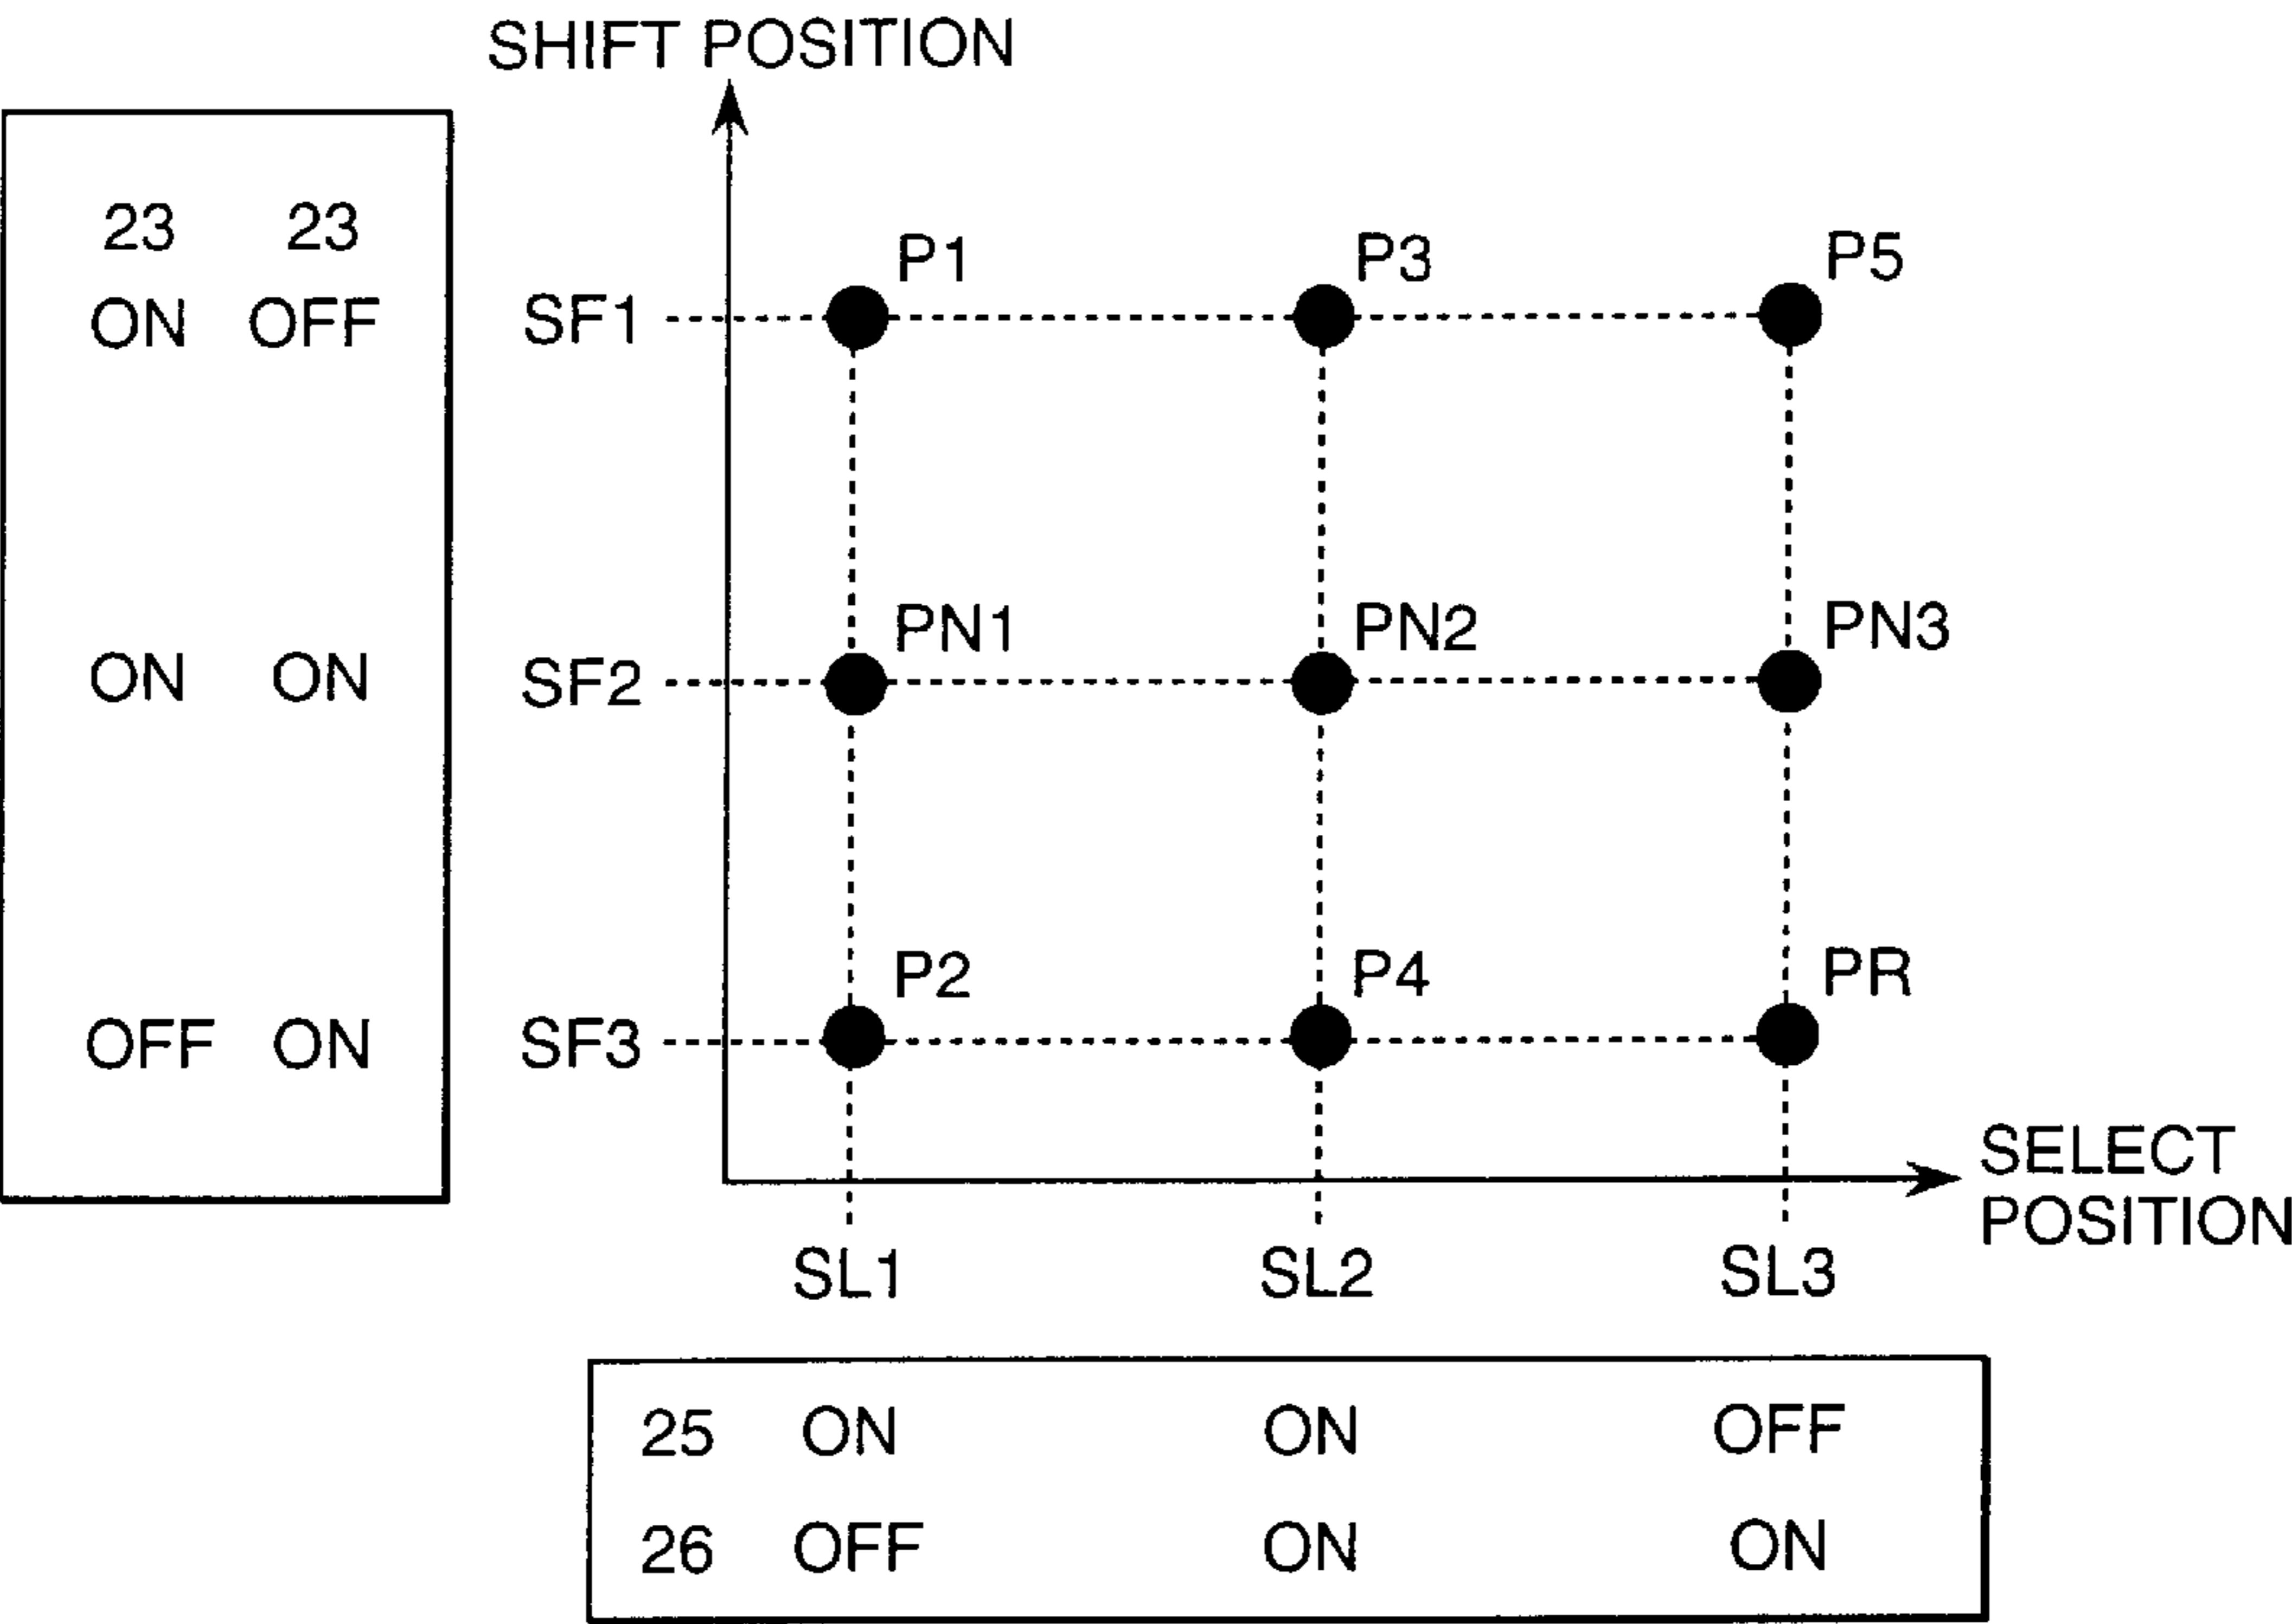 SHIFT POSITION
23 23
ON OFF
ON ON
OFF ON
SF1
SF2
SF3
P1 P3 P5
PN1 PN2 PN3
P2 P4 PR
SELECT
POSITION
SL1 SL2 SL3
25 ON ON OFF
26 OFF ON ON